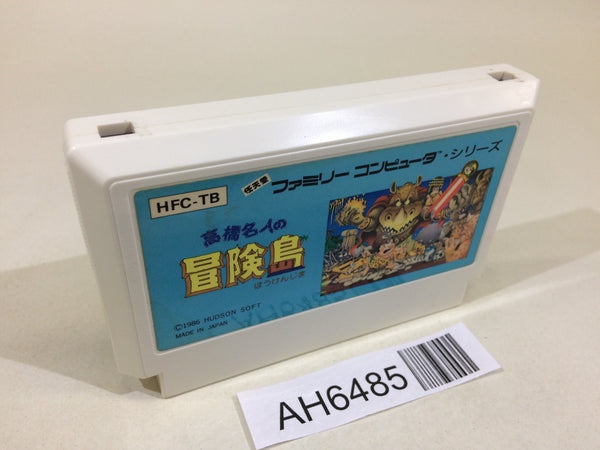 HFC-TB
任天堂
ファミリー コンピュータ™・シリーズ
高橋名人の
冒険島
ぼうけんじま
©1986 HUDSON SOFT
MADE IN JAPAN
AH6485